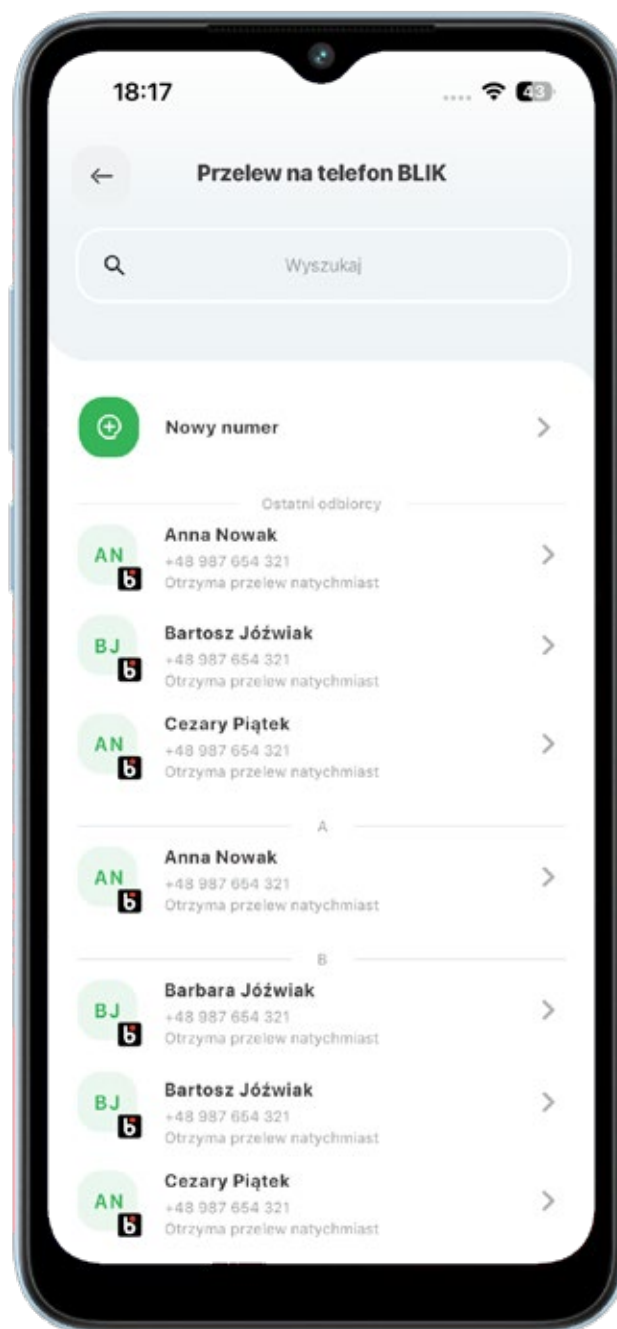 18:17
43
Przelew na telefon BLIK
Wyszukaj
Nowy numer
Ostatni odbiorcy
AN
Anna Nowak
+48 987 654 321
Otrzyma przelew natychmiast
BJ
Bartosz Jóźwiak
+48 987 654 321
Otrzyma przelew natychmiast
AN
Cezary Piątek
+48 987 654 321
Otrzyma przelew natychmiast
A
AN
Anna Nowak
+48 987 654 321
Otrzyma przelew natychmiast
B
BJ
Barbara Jóźwiak
+48 987 654 321
Otrzyma przelew natychmiast
BJ
Bartosz Jóźwiak
+48 987 654 321
Otrzyma przelew natychmiast
AN
Cezary Piątek
+48 987 654 321
Otrzyma przelew natychmiast